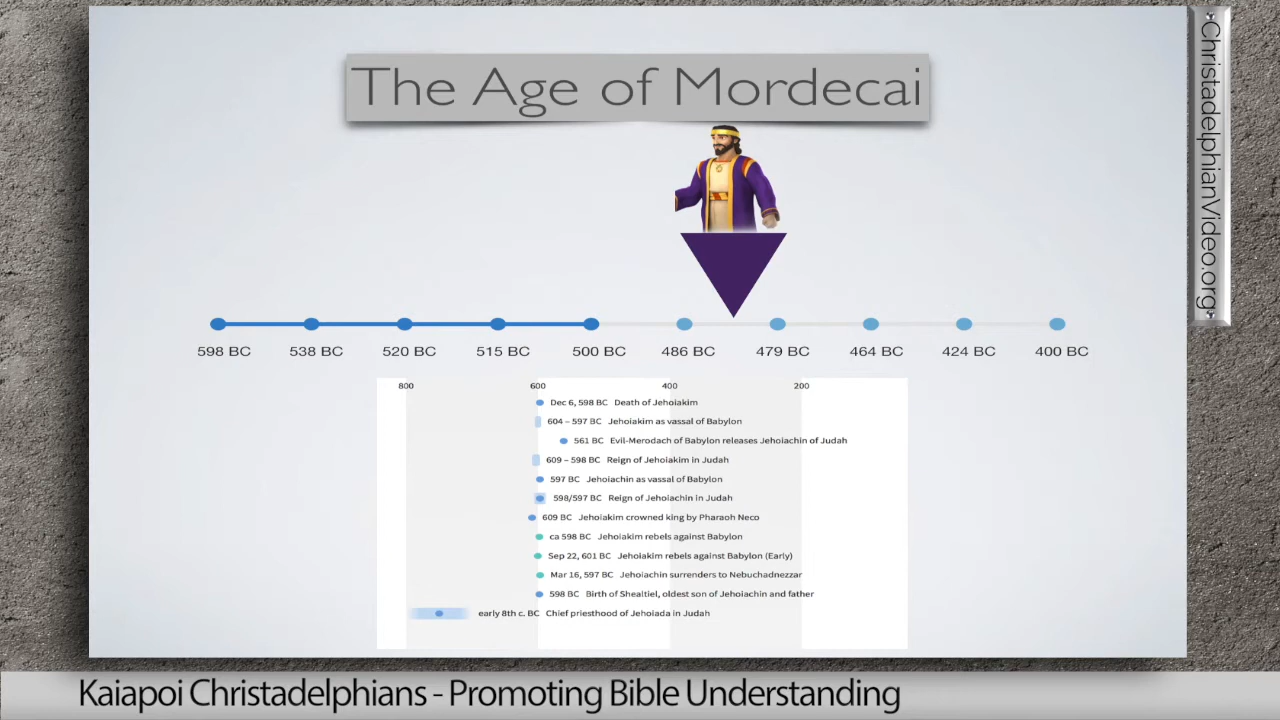 The Age of Mordecai
ChristadelphianVideo.org
598 BC 538 BC 520 BC 515 BC 500 BC 486 BC 479 BC 464 BC 424 BC 400 BC
800 600 400 200
Dec 6, 598 BC Death of Jehoiakim
604 – 597 BC Jehoiakim as vassal of Babylon
561 BC Evil-Merodach of Babylon releases Jehoiachin of Judah
609 – 598 BC Reign of Jehoiakim in Judah
597 BC Jehoiachin as vassal of Babylon
598/597 BC Reign of Jehoiachin in Judah
609 BC Jehoiakim crowned king by Pharaoh Neco
ca 598 BC Jehoiakim rebels against Babylon
Sep 22, 601 BC Jehoiakim rebels against Babylon (Early)
Mar 16, 597 BC Jehoiachin surrenders to Nebuchadnezzar
598 BC Birth of Shealtiel, oldest son of Jehoiachin and father
early 8th c. BC Chief priesthood of Jehoiada in Judah
Kaiapoi Christadelphians - Promoting Bible Understanding